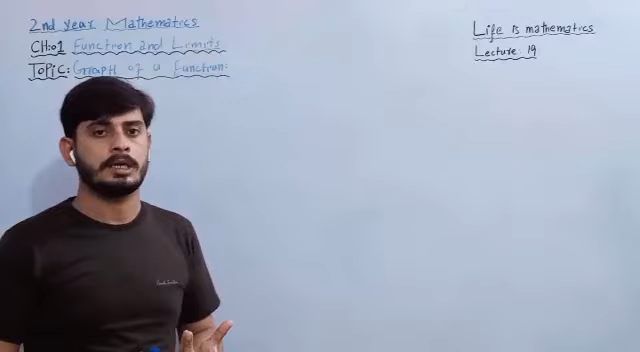 2nd year Mathematics
CH:01 Function and Limits
Topic: Graph of a Function:
Life is mathematics
Lecture: 19